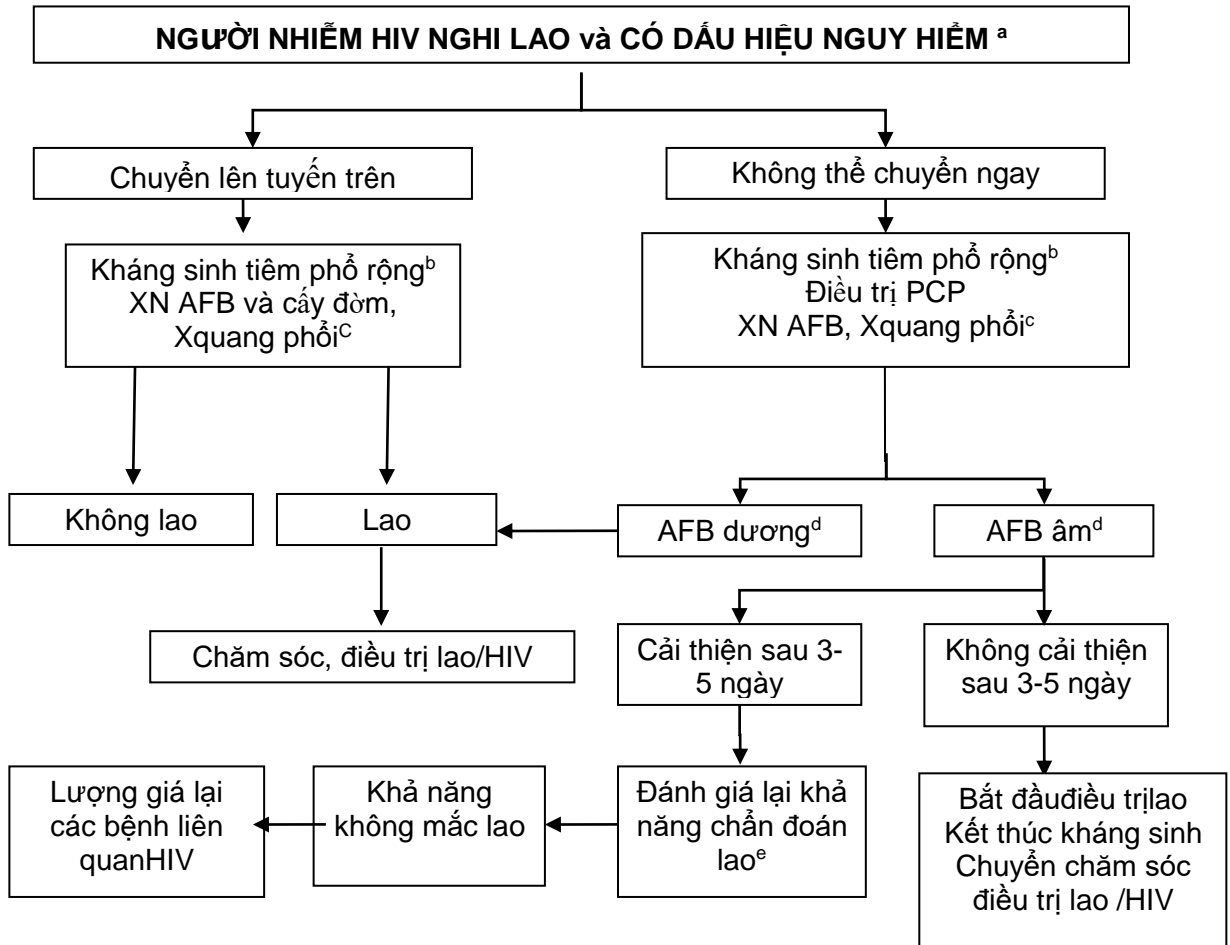 NGƯỜI NHIỄM HIV NGHI LAO và CÓ DẤU HIỆU NGUY HIỂM ᵃ
Chuyển lên tuyến trên
Không thể chuyển ngay
Kháng sinh tiêm phổ rộngᵇ
XN AFB và cấy đờm,
Xquang phổiC
Kháng sinh tiêm phổ rộngᵇ
Điều trị PCP
XN AFB, Xquang phổiᶜ
Không lao
Lao
AFB dươngᵈ
AFB âmᵈ
Chăm sóc, điều trị lao/HIV
Cải thiện sau 3-
5 ngày
Không cải thiện
sau 3-5 ngày
Lượng giá lại
các bệnh liên
quanHIV
Khả năng
không mắc lao
Đánh giá lại khả
năng chẩn đoán
laoᵉ
Bắt đầuđiều trịlao
Kết thúc kháng sinh
Chuyển chăm sóc
điều trị lao /HIV